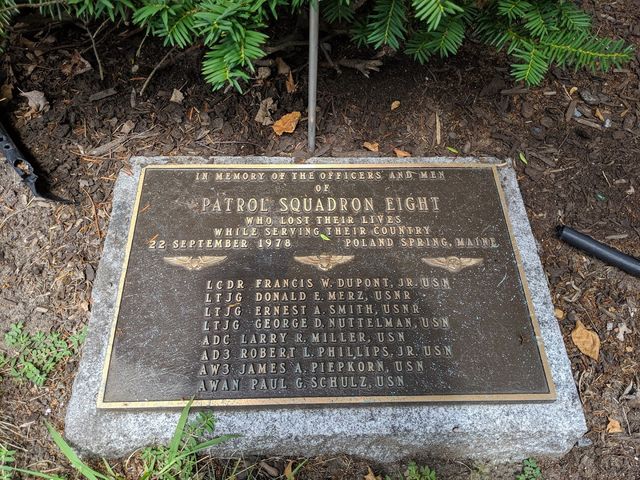 IN MEMORY OF THE OFFICERS AND MEN
OF
PATROL SQUADRON EIGHT
WHO LOST THEIR LIVES
WHILE SERVING THEIR COUNTRY
22 SEPTEMBER 1978 POLAND SPRING, MAINE
LCDR FRANCIS W. DUPONT, JR. USN
LTJG DONALD E. MERZ, USNR
LTJG ERNEST A. SMITH, USNR
LTJG GEORGE D. NUTTELMAN, USN
ADC LARRY R. MILLER, USN
AD3 ROBERT L. PHILLIPS, JR. USN
AW3 JAMES A. PIEPKORN, USN
AWAN PAUL G. SCHULZ, USN